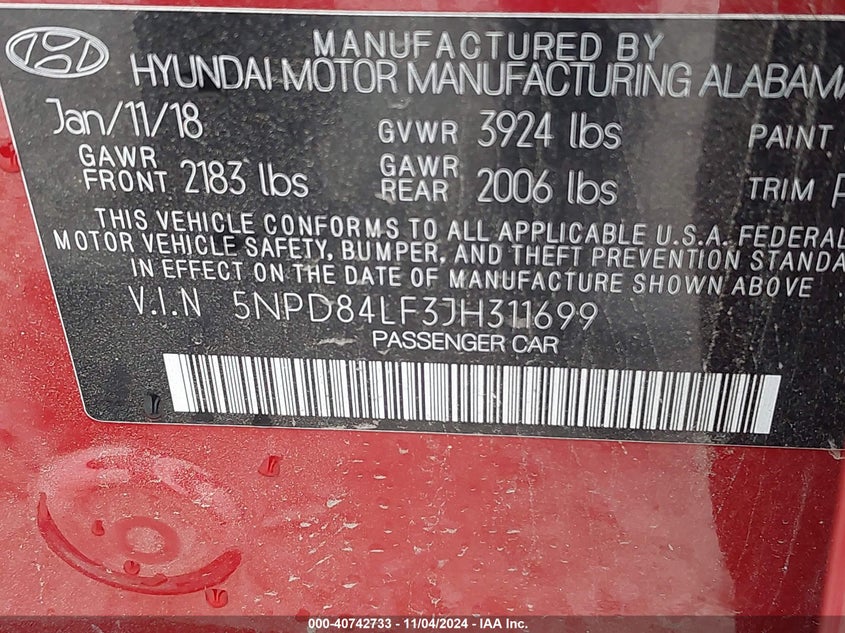 MANUFACTURED BY
HYUNDAI MOTOR MANUFACTURING ALABAMA
Jan/11/18 GVWR 3924 lbs PAINT
GAWR FRONT 2183 lbs GAWR REAR 2006 lbs TRIM
THIS VEHICLE CONFORMS TO ALL APPLICABLE U.S.A. FEDERAL
MOTOR VEHICLE SAFETY, BUMPER, AND THEFT PREVENTION
IN EFFECT ON THE DATE OF MANUFACTURE SHOWN ABOVE
V.I.N 5NPD84LF3JH311699
PASSENGER CAR
000-40742733 - 11/04/2024 - IAA Inc.